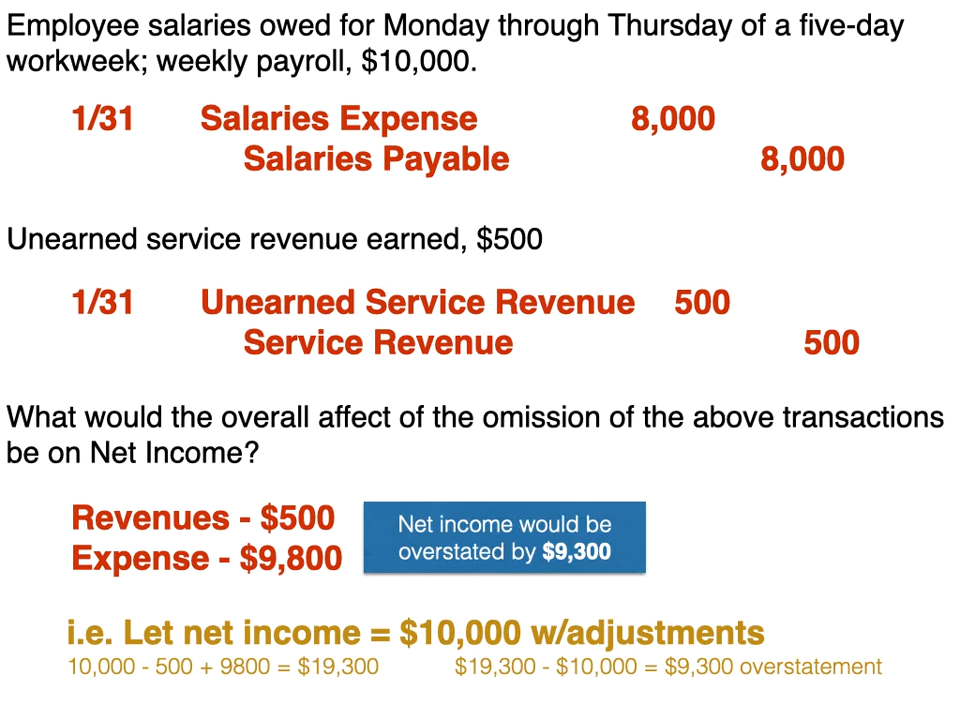 Employee salaries owed for Monday through Thursday of a five-day
workweek; weekly payroll, $10,000.
1/31 Salaries Expense 8,000
Salaries Payable 8,000
Unearned service revenue earned, $500
1/31 Unearned Service Revenue 500
Service Revenue 500
What would the overall affect of the omission of the above transactions
be on Net Income?
Revenues - $500
Expense - $9,800
Net income would be
overstated by $9,300
i.e. Let net income = $10,000 w/adjustments
10,000 - 500 + 9800 = $19,300 $19,300 - $10,000 = $9,300 overstatement